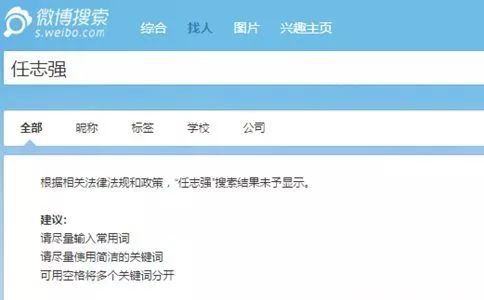 微博搜索
s.weibo.com
综合 找人 图片 兴趣主页
任志强
全部 昵称 标签 学校 公司
根据相关法律法规和政策，“任志强”搜索结果未予显示。
建议：
请尽量输入常用词
请尽量使用简洁的关键词
可用空格将多个关键词分开